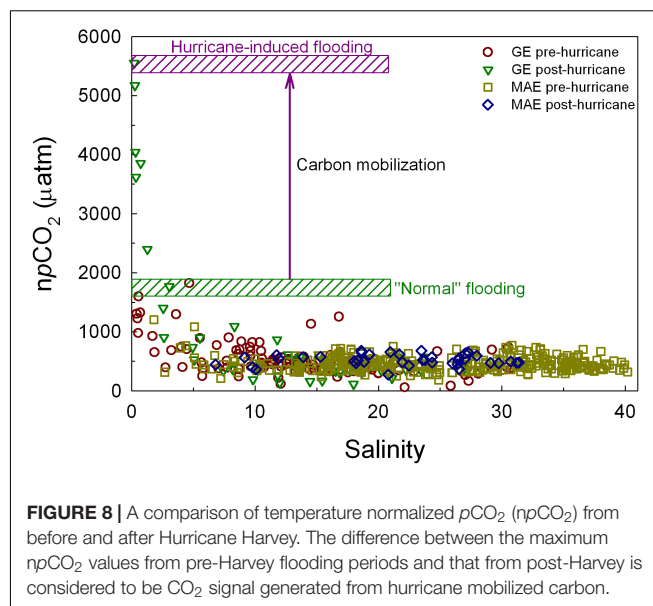 6000
5000
4000
3000
2000
1000
0
npCO₂ (µatm)
Hurricane-induced flooding
GE pre-hurricane
GE post-hurricane
MAE pre-hurricane
MAE post-hurricane
Carbon mobilization
"Normal" flooding
0 10 20 30 40
Salinity
FIGURE 8 | A comparison of temperature normalized pCO₂ (npCO₂) from
before and after Hurricane Harvey. The difference between the maximum
npCO₂ values from pre-Harvey flooding periods and that from post-Harvey is
considered to be CO₂ signal generated from hurricane mobilized carbon.